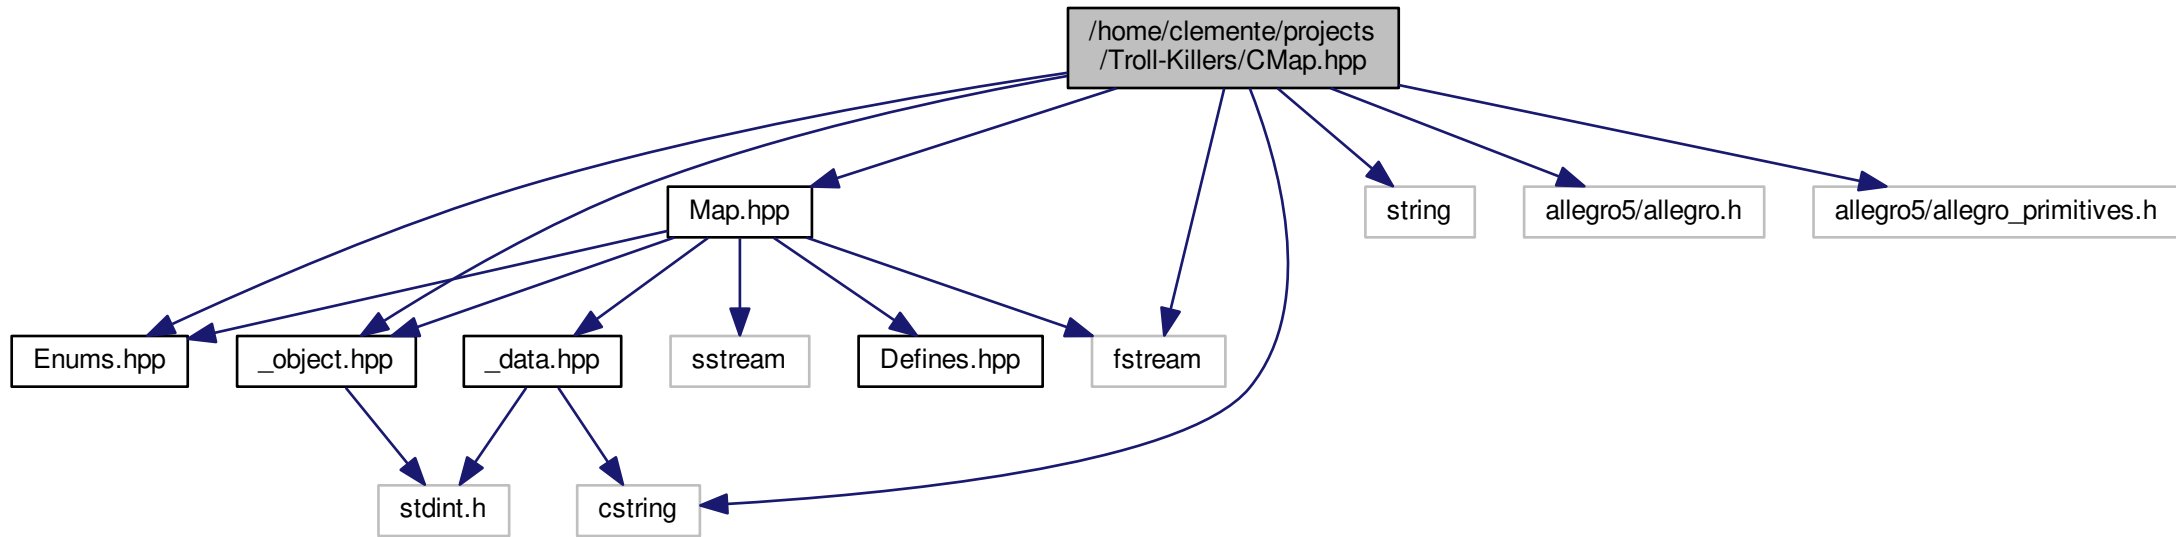 /home/clemente/projects
/Troll-Killers/CMap.hpp
Map.hpp
string
allegro5/allegro.h
allegro5/allegro_primitives.h
Enums.hpp
_object.hpp
_data.hpp
sstream
Defines.hpp
fstream
stdint.h
cstring